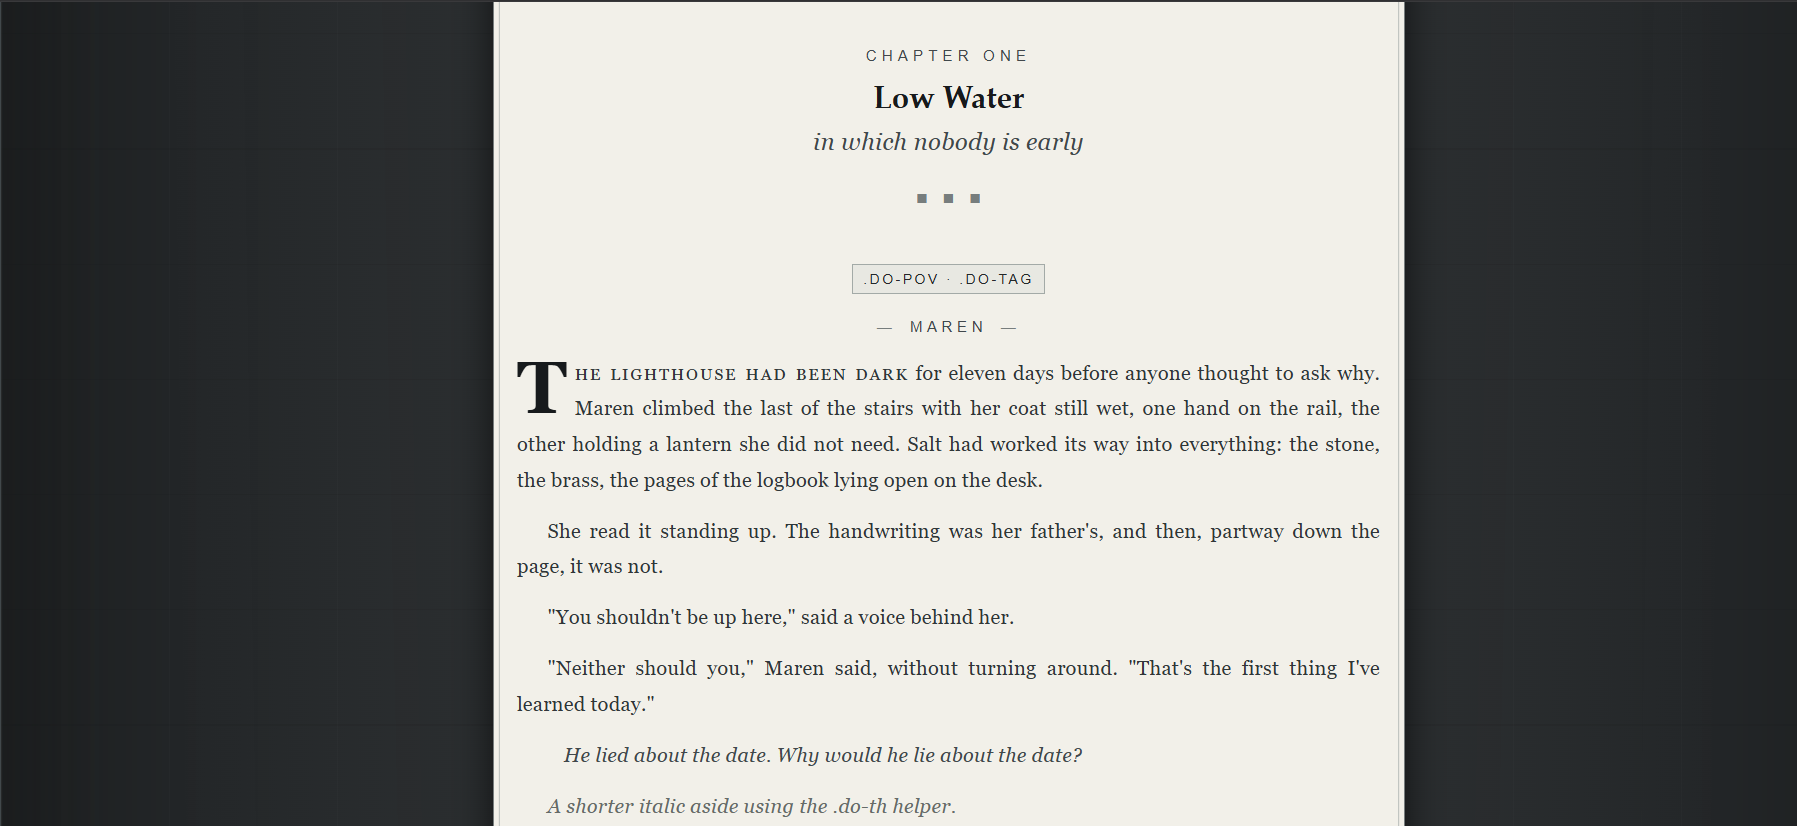 CHAPTER ONE
Low Water
in which nobody is early
■ ■ ■
.DO-POV · .DO-TAG
— MAREN —
THE LIGHTHOUSE HAD BEEN DARK for eleven days before anyone thought to ask why.
Maren climbed the last of the stairs with her coat still wet, one hand on the rail, the
other holding a lantern she did not need. Salt had worked its way into everything: the stone,
the brass, the pages of the logbook lying open on the desk.
She read it standing up. The handwriting was her father's, and then, partway down the
page, it was not.
"You shouldn't be up here," said a voice behind her.
"Neither should you," Maren said, without turning around. "That's the first thing I've
learned today."
He lied about the date. Why would he lie about the date?
A shorter italic aside using the .do-th helper.